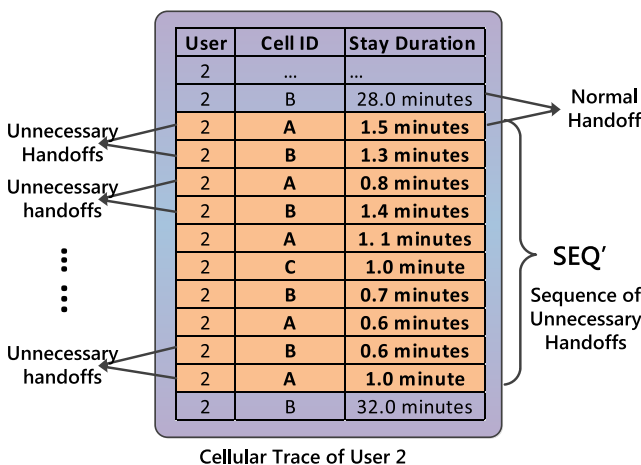 User Cell ID Stay Duration
2 ... ...
2 B 28.0 minutes
2 A 1.5 minutes
2 B 1.3 minutes
2 A 0.8 minutes
2 B 1.4 minutes
2 A 1. 1 minutes
2 C 1.0 minute
2 B 0.7 minutes
2 A 0.6 minutes
2 B 0.6 minutes
2 A 1.0 minute
2 B 32.0 minutes
Unnecessary
Handoffs
Unnecessary
handoffs
Unnecessary
handoffs
Normal
Handoff
SEQ’
Sequence of
Unnecessary
Handoffs
Cellular Trace of User 2